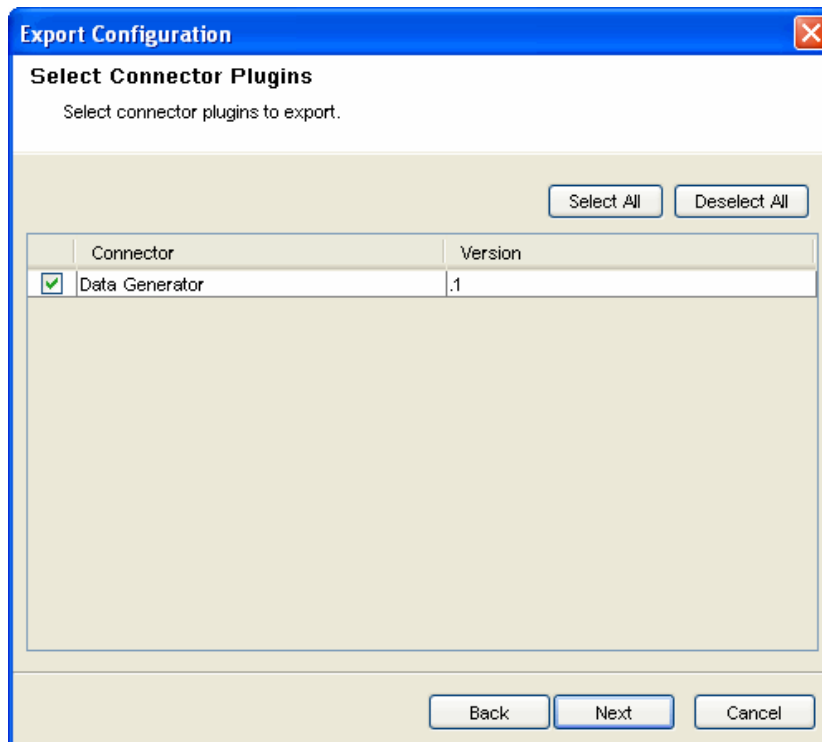 Export Configuration
Select Connector Plugins
Select connector plugins to export.
Select All Deselect All
Connector Version
Data Generator .1
Back Next Cancel